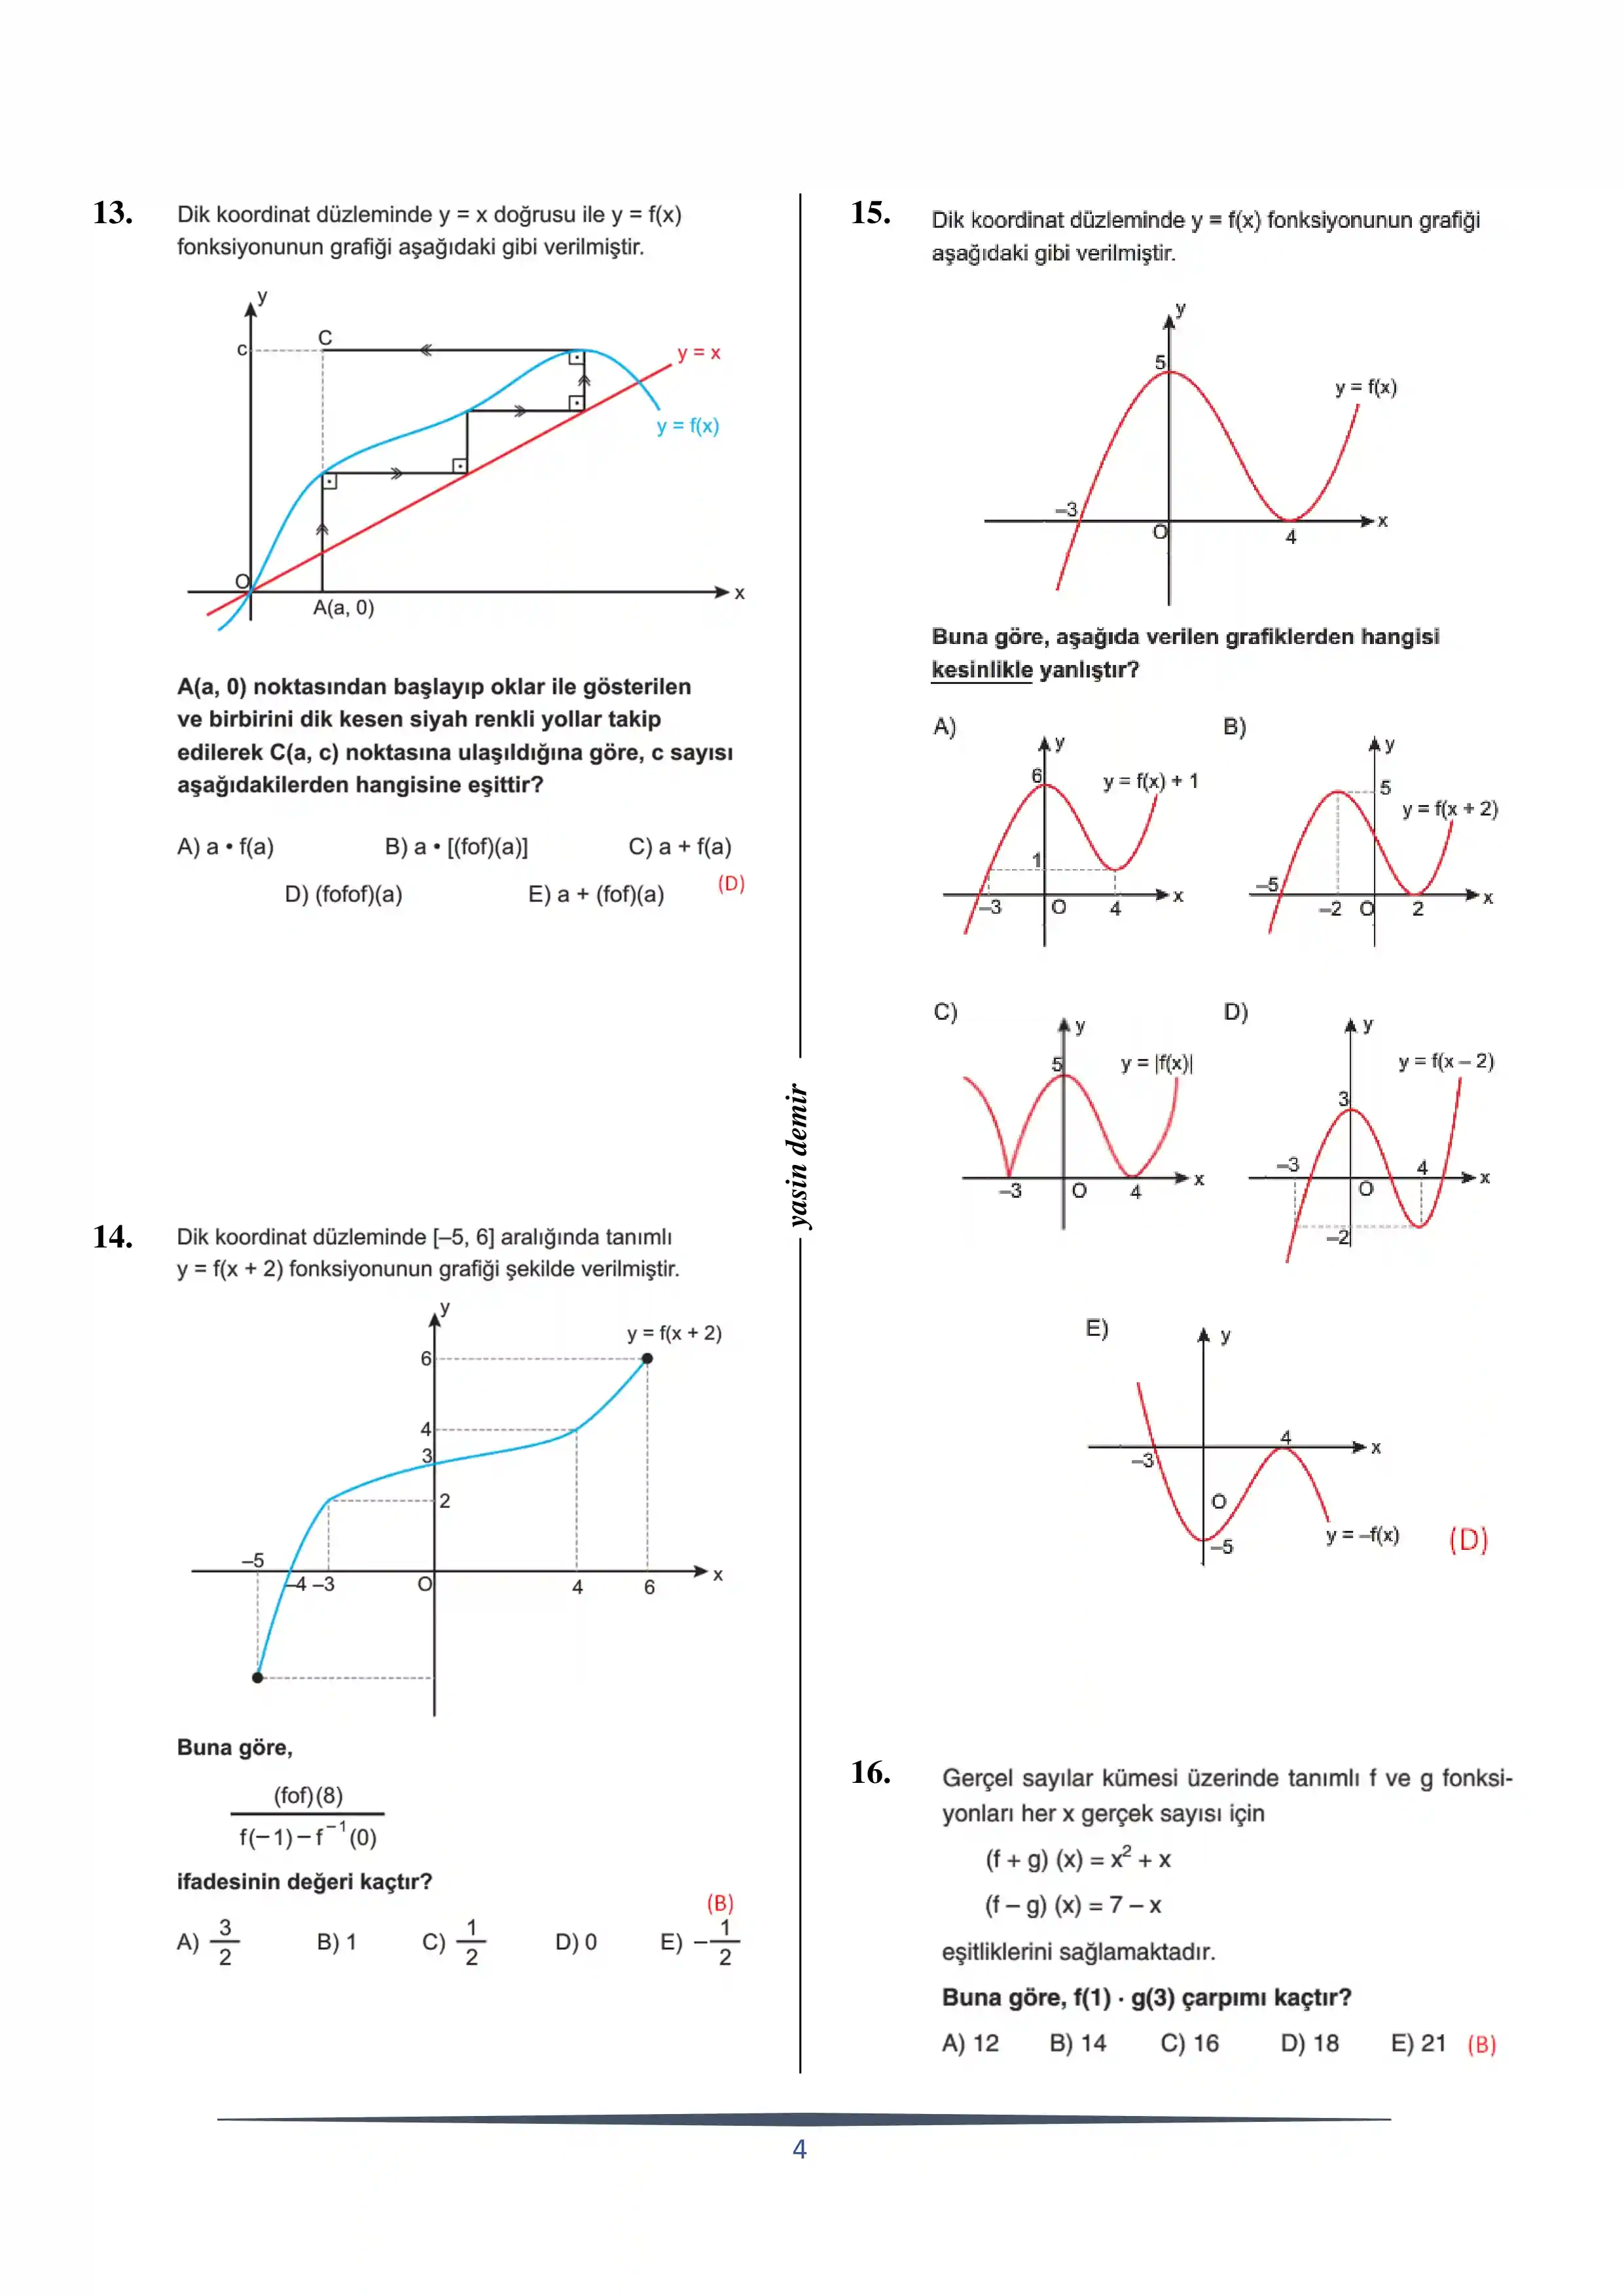 13.
Dik koordinat düzleminde y = x doğrusu ile y = f(x)
fonksiyonunun grafiği aşağıdaki gibi verilmiştir.
y
C
c
y = x
y = f(x)
O
x
A(a, 0)
A(a, 0) noktasından başlayıp oklar ile gösterilen
ve birbirini dik kesen siyah renkli yollar takip
edilerek C(a, c) noktasına ulaşıldığına göre, c sayısı
aşağıdakilerden hangisine eşittir?
A) a • f(a) B) a • [(fof)(a)] C) a + f(a)
D) (fofof)(a) E) a + (fof)(a) (D)
14.
Dik koordinat düzleminde [–5, 6] aralığında tanımlı
y = f(x + 2) fonksiyonunun grafiği şekilde verilmiştir.
y
y = f(x + 2)
6
4
3
2
–5
x
–4 –3 O 4 6
Buna göre,
(fof)(8)
f(–1) – f⁻¹(0)
ifadesinin değeri kaçtır?
(B)
A) 3/2 B) 1 C) 1/2 D) 0 E) –1/2
yasin demir
15.
Dik koordinat düzleminde y = f(x) fonksiyonunun grafiği
aşağıdaki gibi verilmiştir.
y
5
y = f(x)
–3
x
O
4
Buna göre, aşağıda verilen grafiklerden hangisi
kesinlikle yanlıştır?
A)
y
6
y = f(x) + 1
1
x
–3 O 4
B)
y
5
y = f(x + 2)
–5
x
–2 O 2
C)
y
5
y = |f(x)|
x
–3 O 4
D)
y
y = f(x – 2)
3
–3
4
x
O
–2
E)
y
4
x
–3
O
–5
y = –f(x)
(D)
16.
Gerçel sayılar kümesi üzerinde tanımlı f ve g fonksi-
yonları her x gerçek sayısı için
(f + g) (x) = x² + x
(f – g) (x) = 7 – x
eşitliklerini sağlamaktadır.
Buna göre, f(1) · g(3) çarpımı kaçtır?
A) 12 B) 14 C) 16 D) 18 E) 21 (B)
4